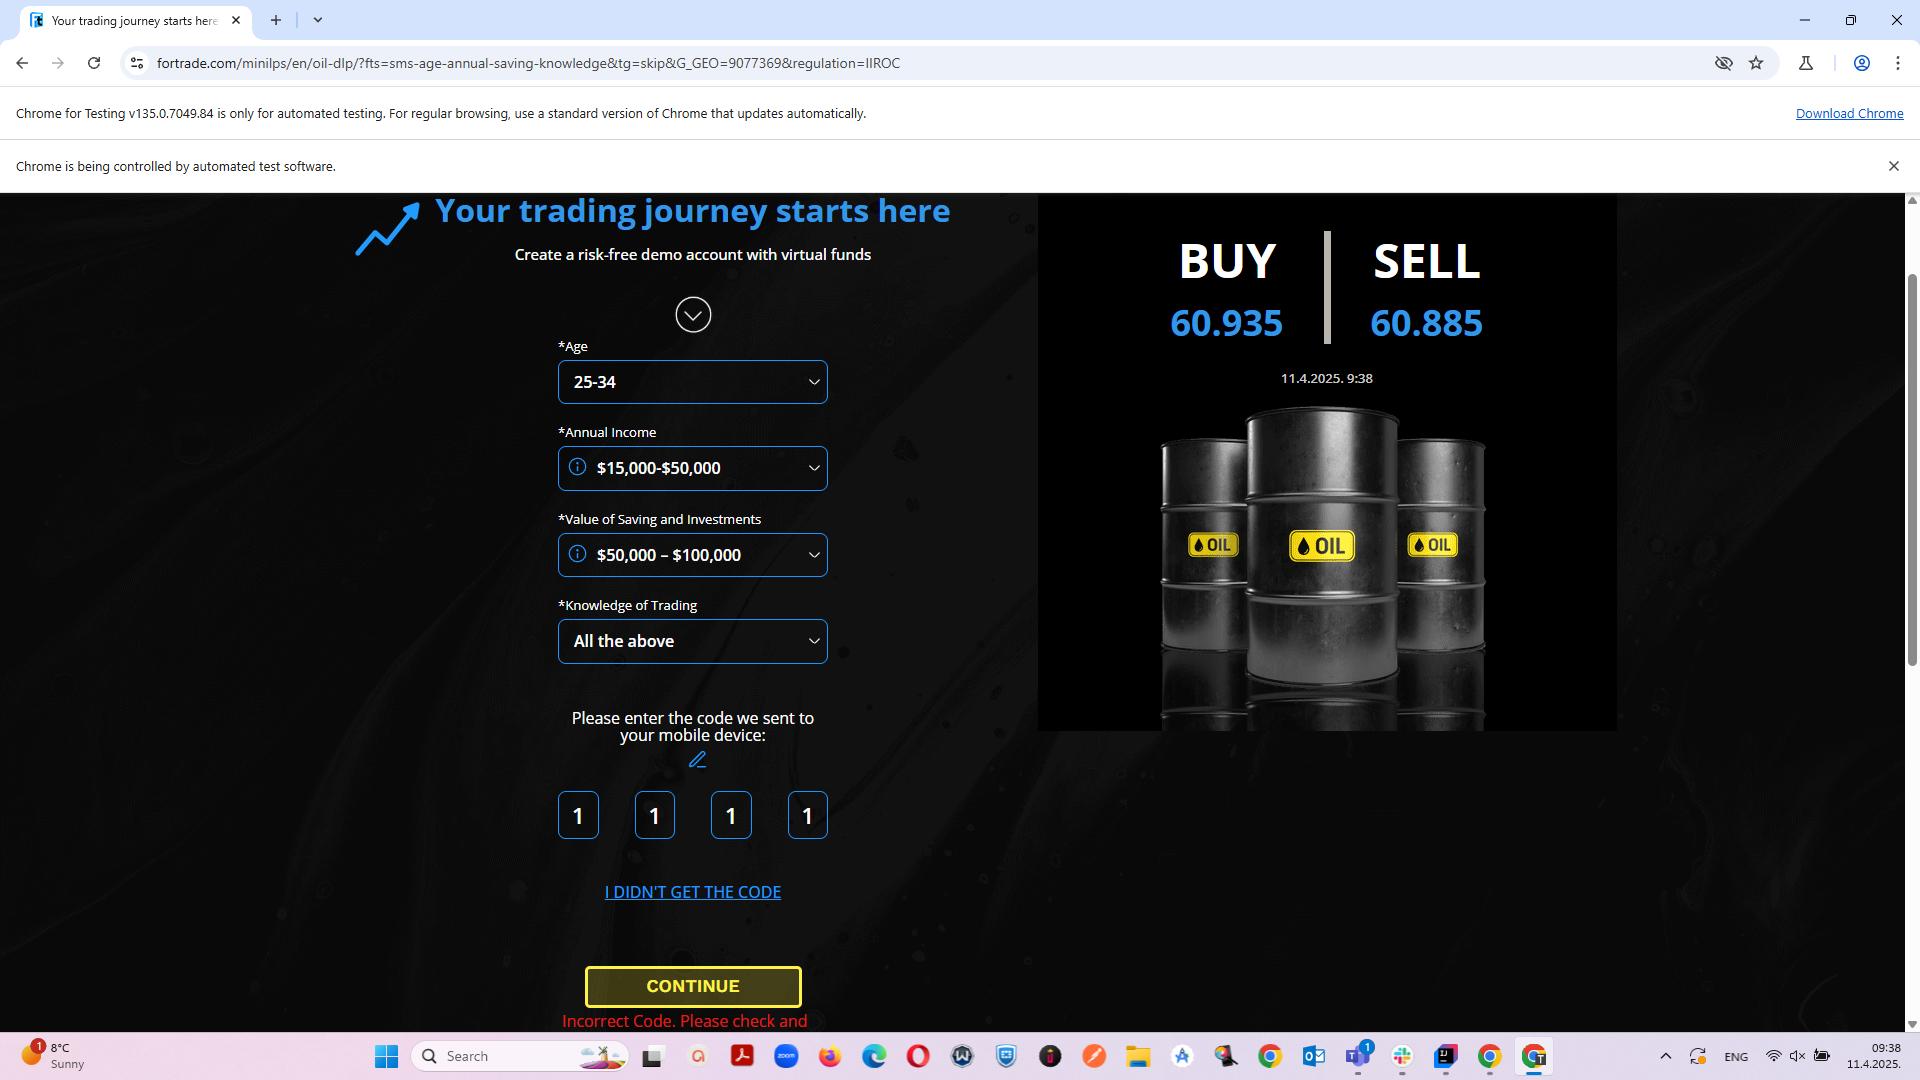 Your trading journey starts here
fortrade.com/minilps/en/oil-dlp/?fts=sms-age-annual-saving-knowledge&tg=skip&G_GEO=9077369&regulation=IIROC
Chrome for Testing v135.0.7049.84 is only for automated testing. For regular browsing, use a standard version of Chrome that updates automatically.
Download Chrome
Chrome is being controlled by automated test software.
Your trading journey starts here
Create a risk-free demo account with virtual funds
*Age
25-34
*Annual Income
$15,000-$50,000
*Value of Saving and Investments
$50,000 – $100,000
*Knowledge of Trading
All the above
Please enter the code we sent to
your mobile device:
1 1 1 1
I DIDN'T GET THE CODE
CONTINUE
Incorrect Code. Please check and
BUY SELL
60.935 60.885
11.4.2025. 9:38
OIL OIL OIL
1
8°C
Sunny
Search
zoom
1
ENG
09:38
11.4.2025.